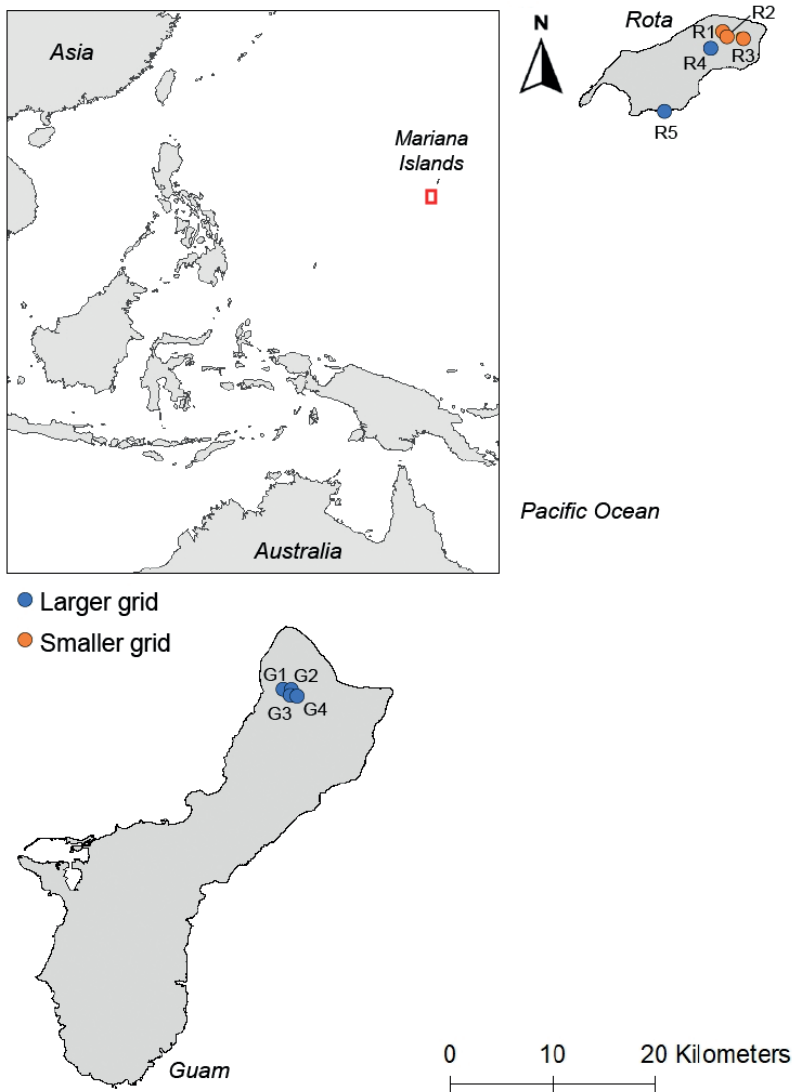 Asia
Mariana
Islands
Australia
N
Rota
R1
R2
R3
R4
R5
Pacific Ocean
Larger grid
Smaller grid
G1
G2
G3
G4
Guam
0 10 20 Kilometers